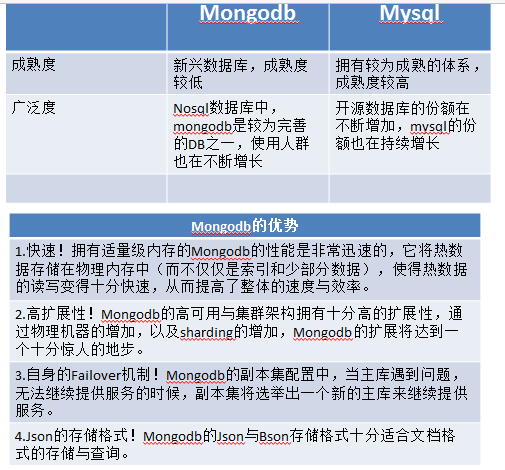 Mongodb Mysql
成熟度 新兴数据库，成熟度 拥有较为成熟的体系，
较低 成熟度较高
广泛度 Nosql数据库中， 开源数据库的份额在
mongodb是较为完善 不断增加，mysql的份
的DB之一，使用人群 额也在持续增长
也在不断增长
Mongodb的优势
1.快速！拥有适量级内存的Mongodb的性能是非常迅速的，它将热数
据存储在物理内存中（而不仅仅是索引和少部分数据），使得热数据
的读写变得十分快速，从而提高了整体的速度与效率。
2.高扩展性！Mongodb的高可用与集群架构拥有十分高的扩展性，通
过物理机器的增加，以及sharding的增加，Mongodb的扩展将达到一
个十分惊人的地步。
3.自身的Failover机制！Mongodb的副本集配置中，当主库遇到问题，
无法继续提供服务的时候，副本集将选举出一个新的主库来继续提供
服务。
4.Json的存储格式！Mongodb的Json与Bson存储格式十分适合文档格
式的存储与查询。